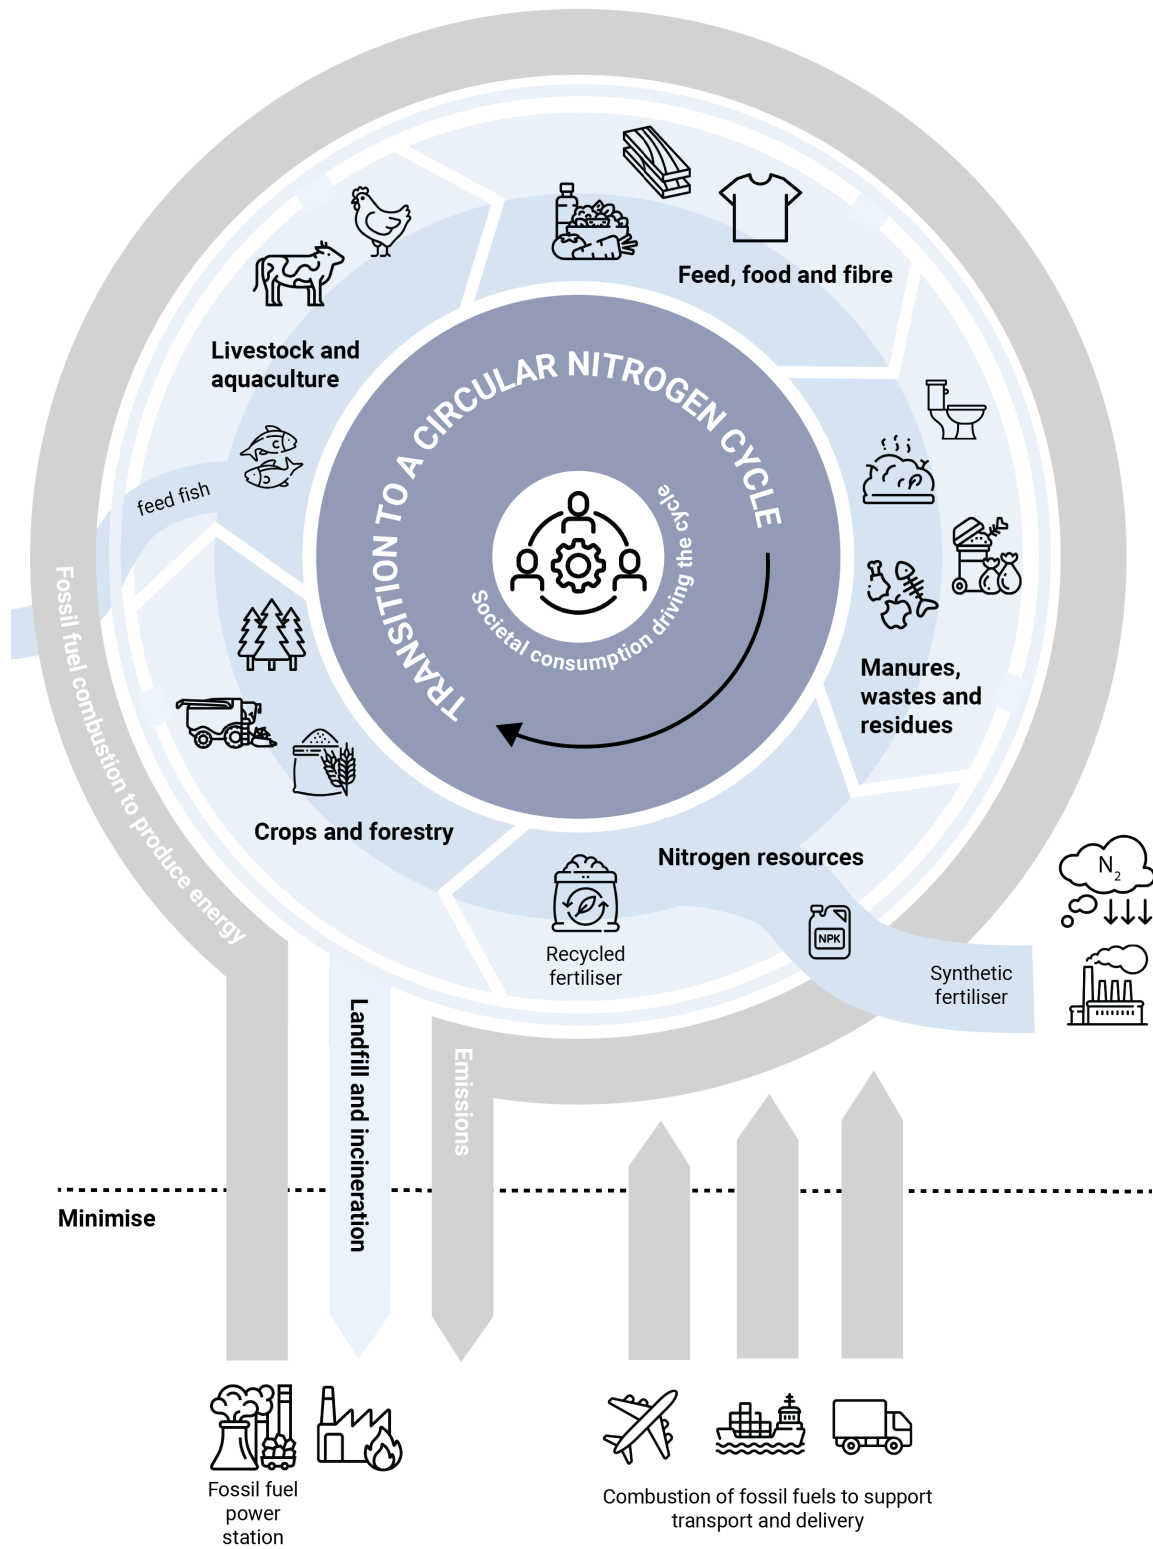 Feed, food and fibre
Livestock and
aquaculture
feed fish
TRANSITION TO A CIRCULAR NITROGEN CYCLE
Societal consumption driving the cycle
Manures,
wastes and
residues
Fossil fuel combustion to produce energy
Crops and forestry
Nitrogen resources
N2
NPK
Recycled
fertiliser
Synthetic
fertiliser
Landfill and incineration
Emissions
Minimise
Fossil fuel
power
station
Combustion of fossil fuels to support
transport and delivery